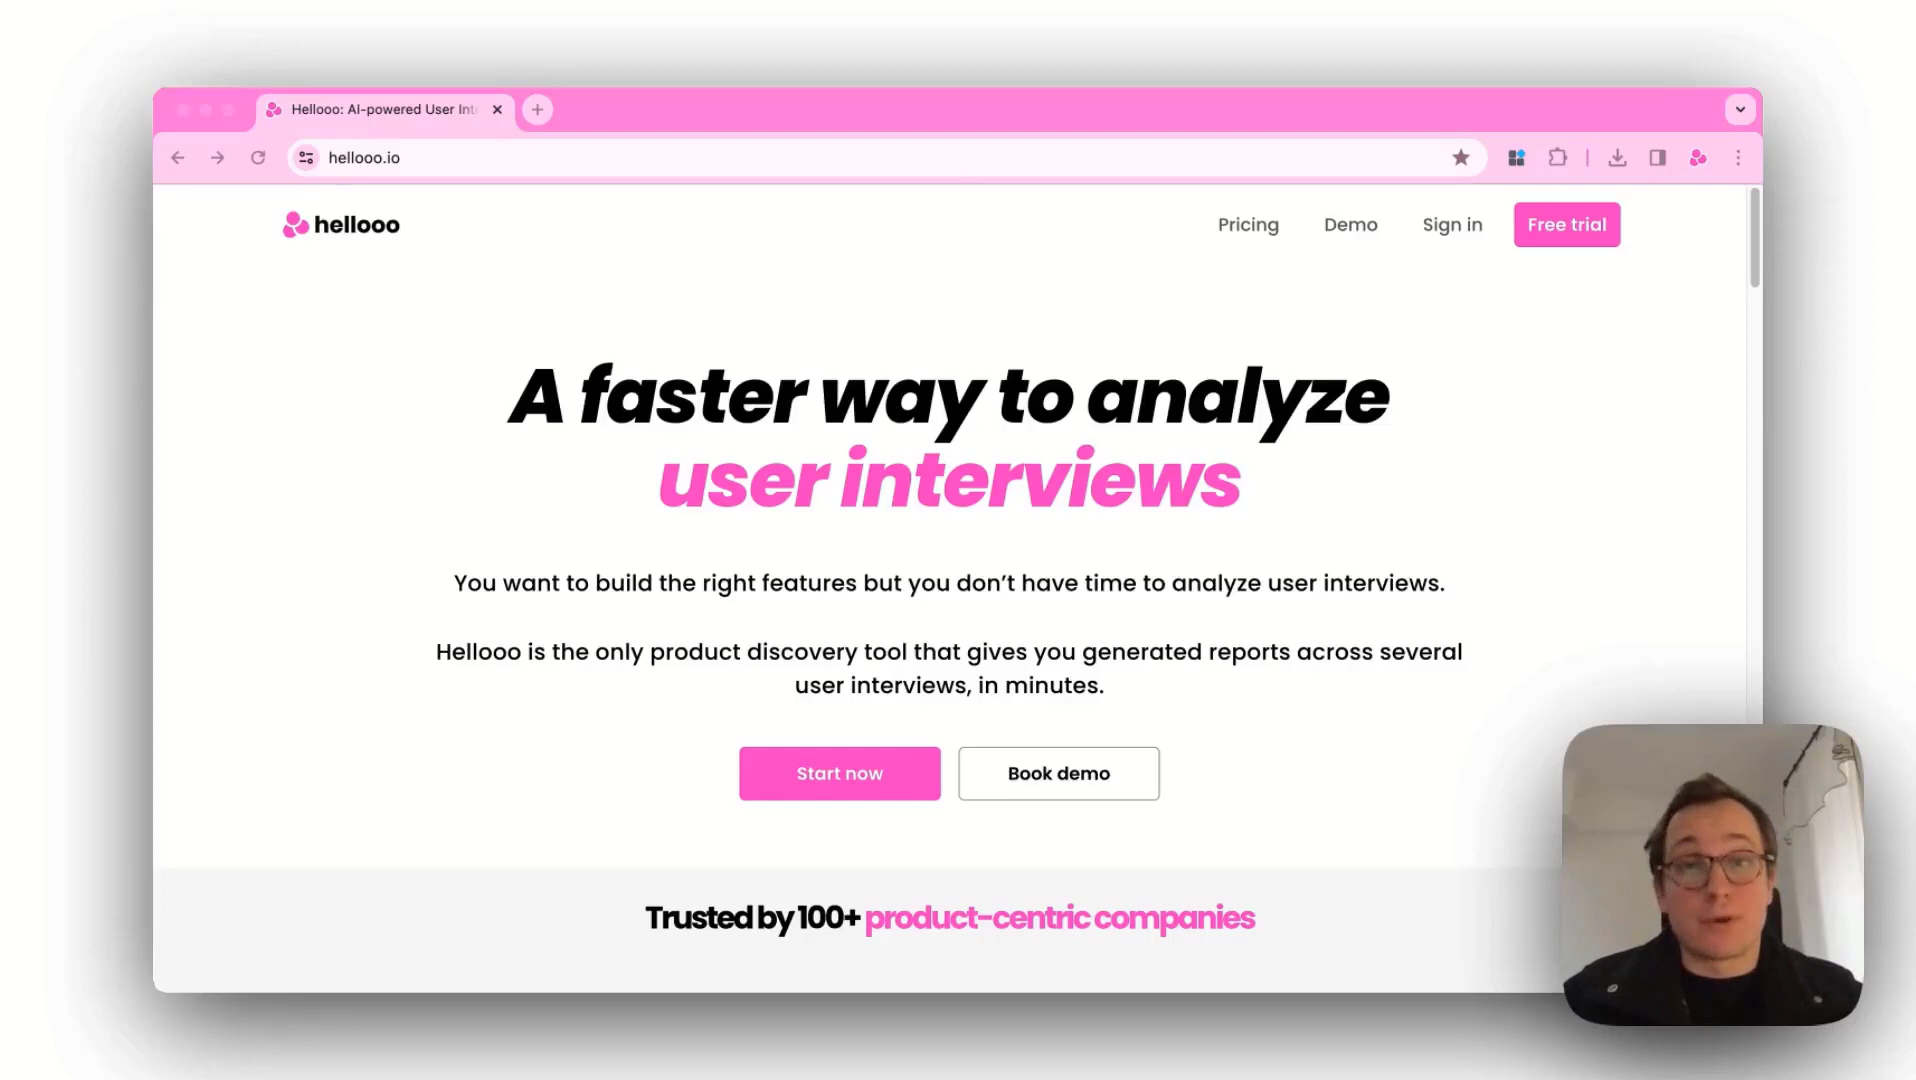 Hellooo: AI-powered User Int
hellooo.io
hellooo
Pricing
Demo
Sign in
Free trial
A faster way to analyze
user interviews
You want to build the right features but you don’t have time to analyze user interviews.
Hellooo is the only product discovery tool that gives you generated reports across several
user interviews, in minutes.
Start now
Book demo
Trusted by 100+ product-centric companies